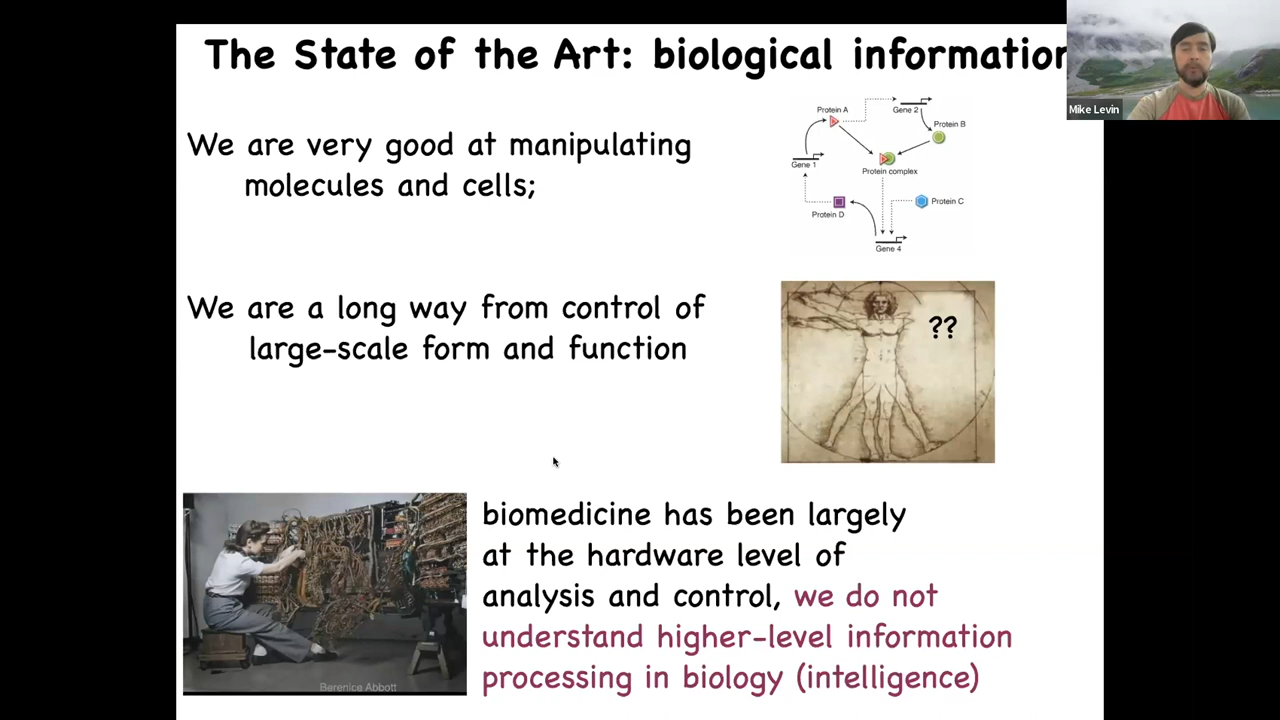 The State of the Art: biological information
Mike Levin
We are very good at manipulating
molecules and cells;
Protein A
Gene 2
Protein B
Gene 1
Protein complex
Protein D
Protein C
Gene 4
We are a long way from control of
large-scale form and function
??
biomedicine has been largely
at the hardware level of
analysis and control, we do not
understand higher-level information
processing in biology (intelligence)
Berenice Abbott